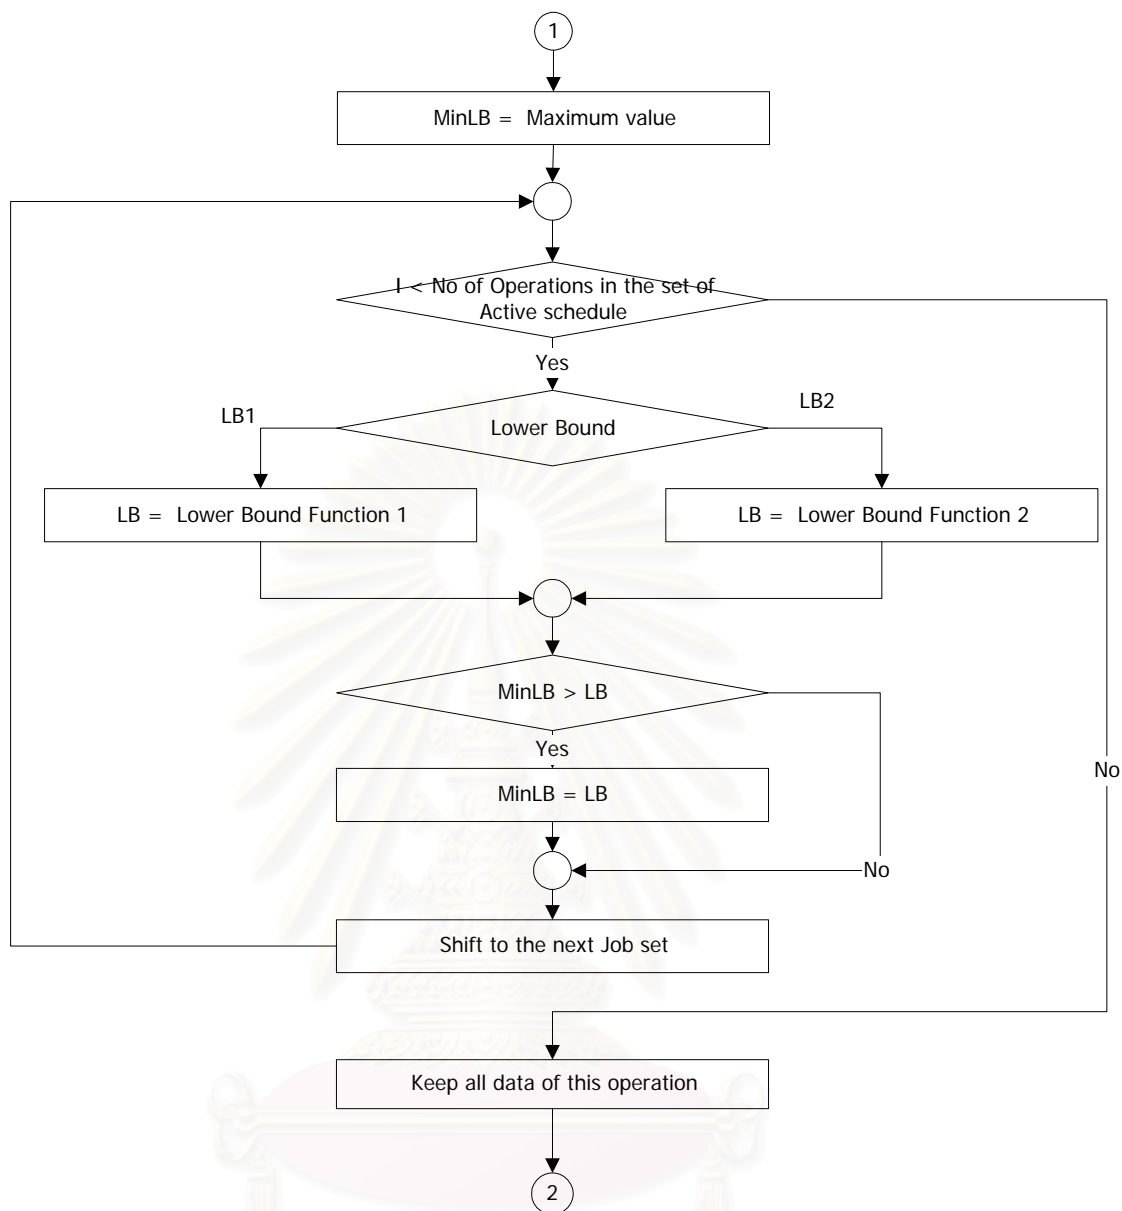 1
MinLB = Maximum value
I < No of Operations in the set of
Active schedule
Yes
LB1
LB2
Lower Bound
LB = Lower Bound Function 1
LB = Lower Bound Function 2
MinLB > LB
Yes
No
MinLB = LB
No
Shift to the next Job set
Keep all data of this operation
2